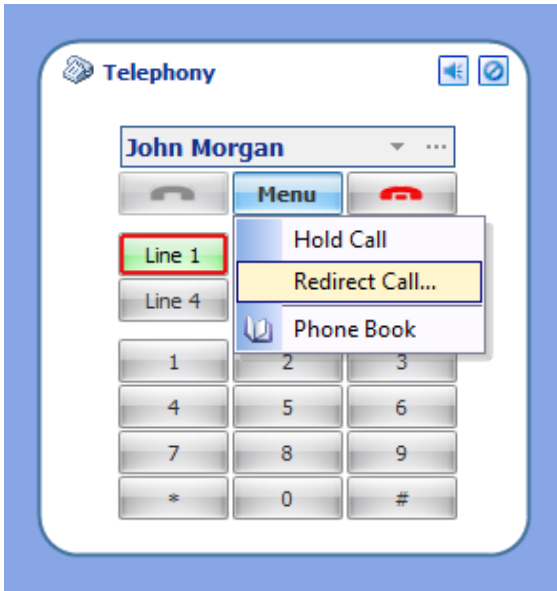 Telephony
John Morgan
Menu
Line 1
Hold Call
Redirect Call...
Line 4
Phone Book
1 2 3
4 5 6
7 8 9
* 0 #